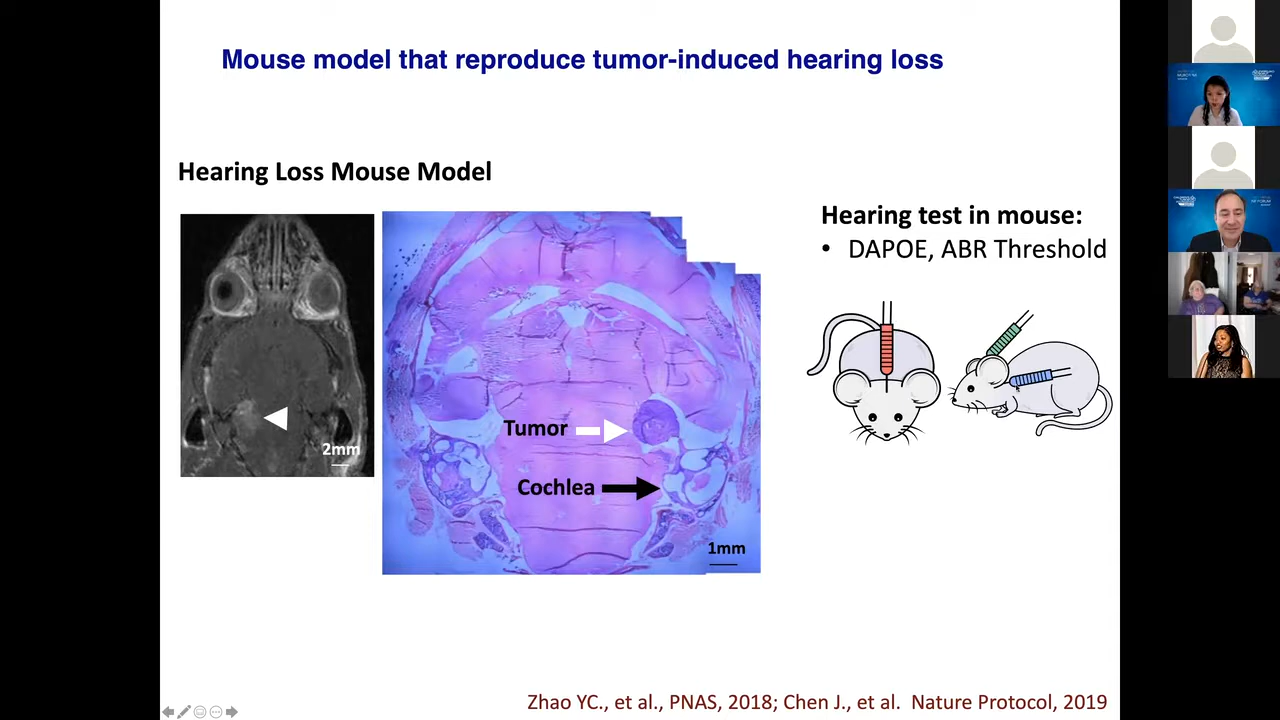 Mouse model that reproduce tumor-induced hearing loss
Hearing Loss Mouse Model
2mm
Tumor
Cochlea
1mm
Hearing test in mouse:
• DAPOE, ABR Threshold
Zhao YC., et al., PNAS, 2018; Chen J., et al. Nature Protocol, 2019